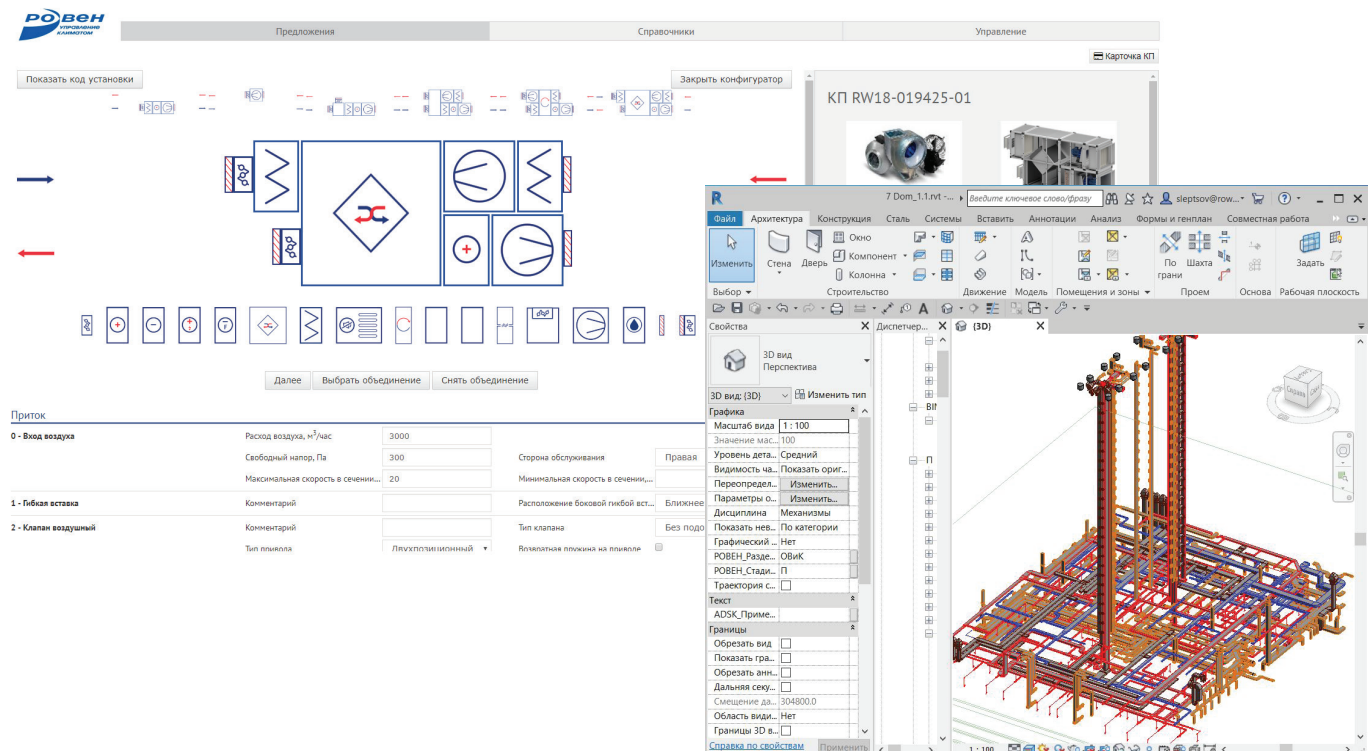 РОВЕН
УПРАВЛЕНИЕ
КЛИМАТОМ
Предложения
Справочники
Управление
Карточка КП
Показать код установки
Закрыть конфигуратор
КП RW18-019425-01
Далее
Выбрать объединение
Снять объединение
Приток
0 - Вход воздуха
Расход воздуха, м³/час
3000
Свободный напор, Па
300
Сторона обслуживания
Правая
Максимальная скорость в сечении...
20
Минимальная скорость в сечении,...
1 - Гибкая вставка
Комментарий
Расположение боковой гибкой вст...
Ближнее
2 - Клапан воздушный
Комментарий
Тип клапана
Без подо
Тип привода
Двухпозиционный
Возвратная пружина на приводе
7 Dom_1.1.rvt -...
Введите ключевое слово/фразу
sleptsov@row...
Файл
Архитектура
Конструкция
Сталь
Системы
Вставить
Аннотации
Анализ
Формы и генплан
Совместная работа
Изменить
Стена
Дверь
Окно
Компонент
Колонна
По грани
Шахта
Задать
Выбор
Строительство
Движение
Модель
Помещения и зоны
Проем
Основа
Рабочая плоскость
Свойства
Диспетчер...
{3D}
3D вид
Перспектива
3D вид: {3D}
Изменить тип
Графика
Масштаб вида
1 : 100
Значение мас...
100
Уровень дета...
Средний
Видимость ча...
Показать ориг...
Переопредел...
Изменить...
Параметры о...
Изменить...
Дисциплина
Механизмы
Показать нев...
По категории
Графический ...
Нет
РОВЕН_Разде...
ОВиК
РОВЕН_Стади...
П
Траектория с...
Текст
ADSK_Приме...
Границы
Обрезать вид
Показать гра...
Обрезать анн...
Дальняя секу...
Смещение да...
304800.0
Область види...
Нет
Границы 3D в...
Справка по свойствам
Применить
П
Справа
1 : 100